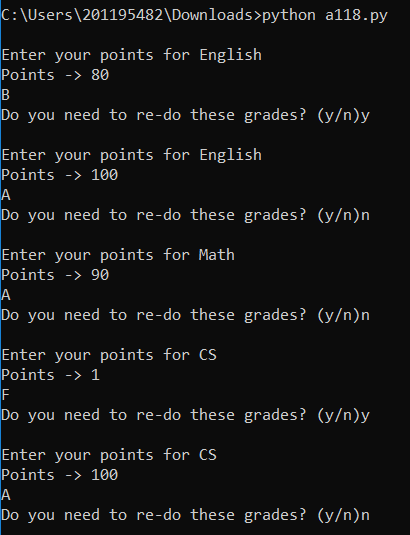 C:\Users\201195482\Downloads>python a118.py
Enter your points for English
Points -> 80
B
Do you need to re-do these grades? (y/n)y
Enter your points for English
Points -> 100
A
Do you need to re-do these grades? (y/n)n
Enter your points for Math
Points -> 90
A
Do you need to re-do these grades? (y/n)n
Enter your points for CS
Points -> 1
F
Do you need to re-do these grades? (y/n)y
Enter your points for CS
Points -> 100
A
Do you need to re-do these grades? (y/n)n